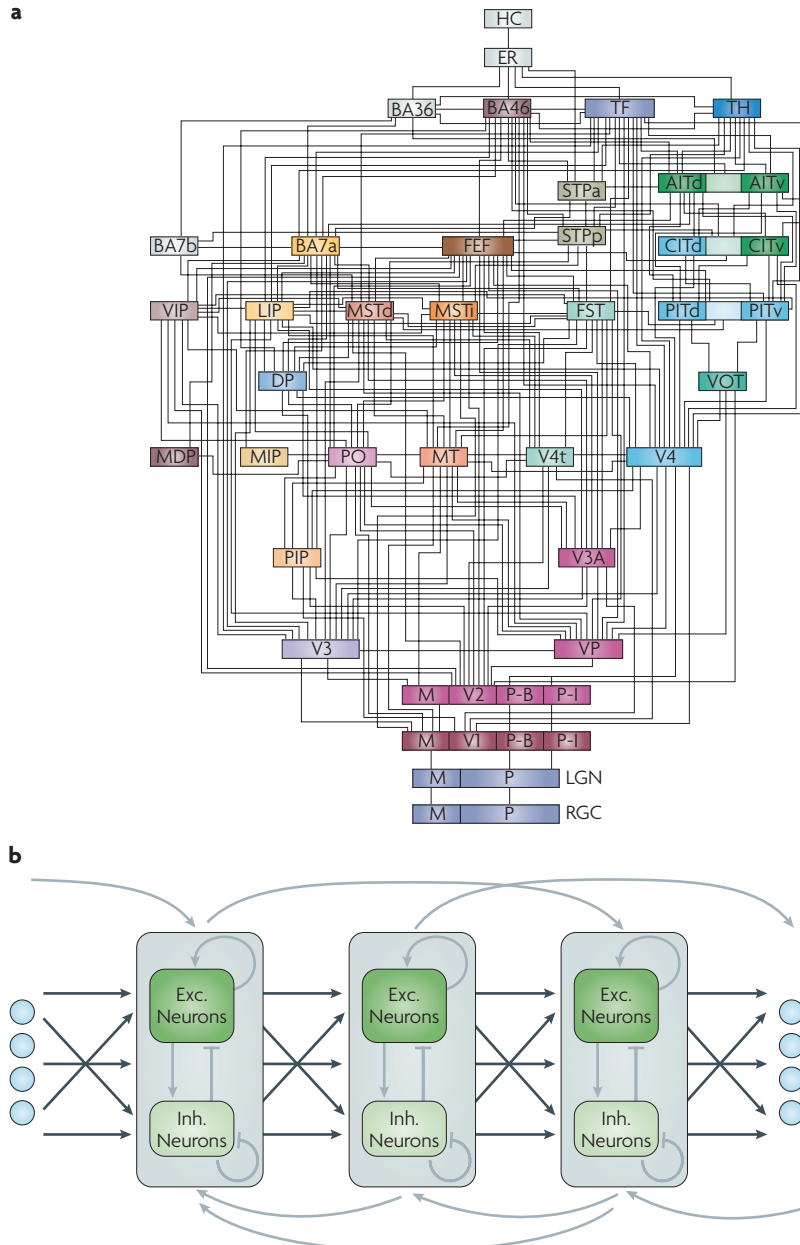 a
HC
ER
BA36 BA46 TF TH
AITd AITv
STPa
STPp
BA7b BA7a FEF CITd CITv
VIP LIP MSTd MSTi FST PITd PITv
DP VOT
MDP MIP PO MT V4t V4
PIP V3A
V3 VP
M V2 P-B P-I
M V1 P-B P-I
M P LGN
M P RGC
b
Exc. Exc. Exc.
Neurons Neurons Neurons
Inh. Inh. Inh.
Neurons Neurons Neurons